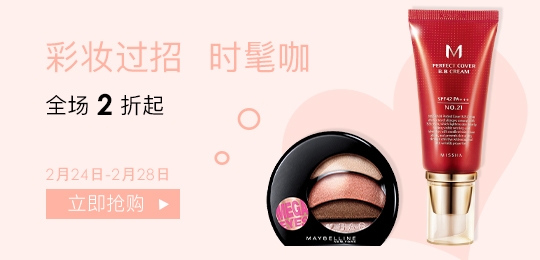 彩妆过招 时髦咖
全场 2 折起
2月24日-2月28日
立即抢购
M
PERFECT COVER
B.B CREAM
SPF42 PA+++
NO.21
MISSHA
MAYBELLINE